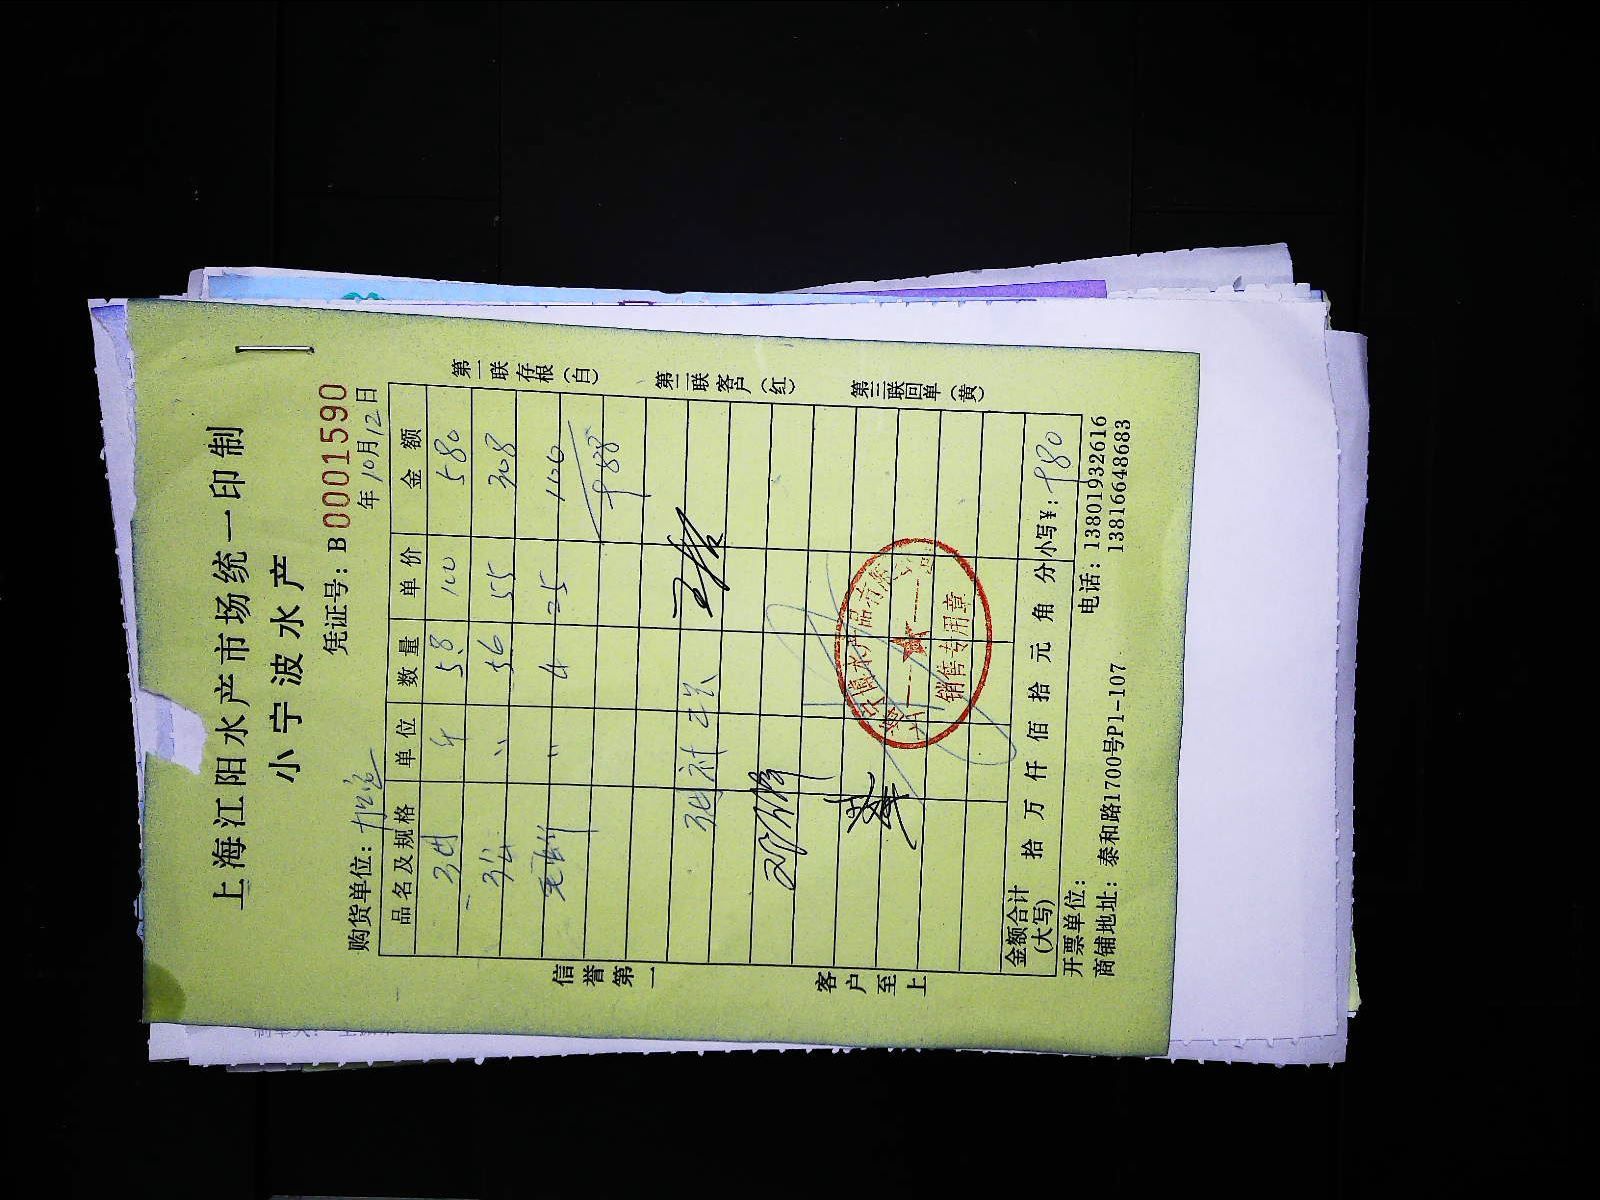 上海江阳水产市场统一印制
小宁波水产
凭证号：B 0001590
购货单位： 年10月12日
品名及规格 单位 数量 单价 金额
5.8 100 580
〃 5.6 55 308
〃 4 25 100
988
信誉第一
客户至上
第一联存根（白）
第二联客户（红）
第三联回单（黄）
销售专用章
金额合计（大写） 拾 万 仟 佰 拾 元 角 分 小写¥：980
开票单位： 电话：13801932616
商铺地址：泰和路1700号P1-107 13816648683